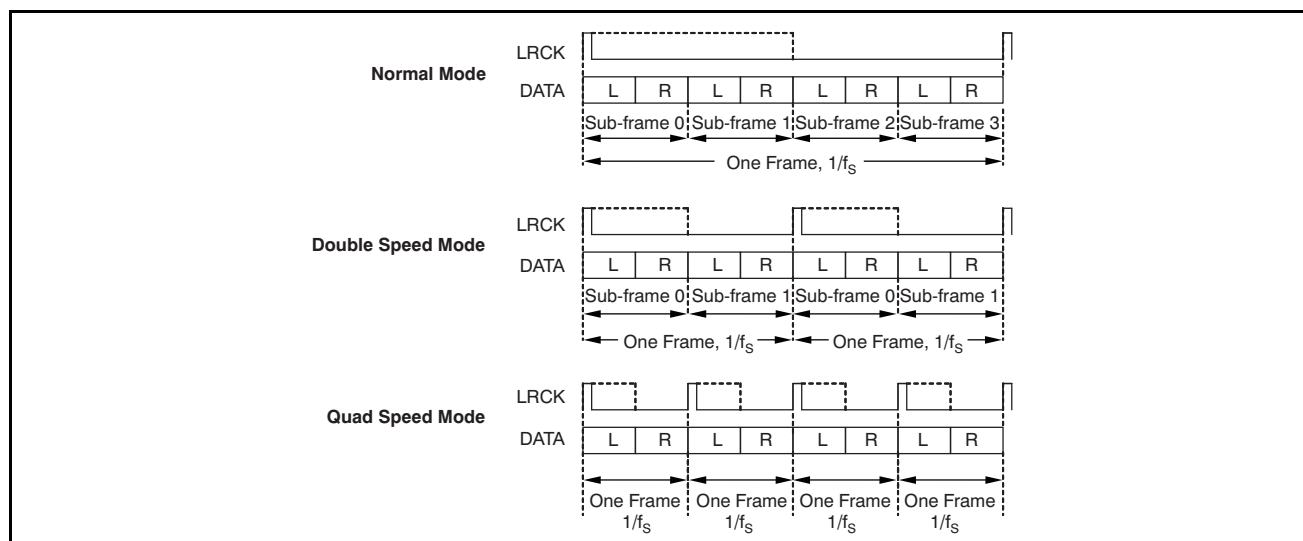 LRCK
Normal Mode
DATA L R L R L R L R
Sub-frame 0 Sub-frame 1 Sub-frame 2 Sub-frame 3
One Frame, 1/fS
LRCK
Double Speed Mode
DATA L R L R L R L R
Sub-frame 0 Sub-frame 1 Sub-frame 0 Sub-frame 1
One Frame, 1/fS One Frame, 1/fS
LRCK
Quad Speed Mode
DATA L R L R L R L R
One Frame One Frame One Frame One Frame
1/fS 1/fS 1/fS 1/fS